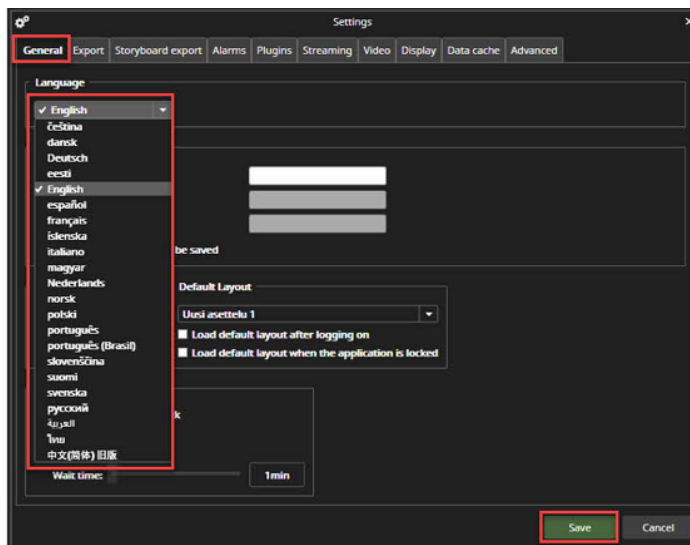 Settings
General Export Storyboard export Alarms Plugins Streaming Video Display Data cache Advanced
Language
✓ English
čeština
dansk
Deutsch
eesti
✓ English
español
français
íslenska
italiano
be saved
magyar
Nederlands
Default Layout
norsk
polski
Uusi asettelu 1
português
Load default layout after logging on
português (Brasil)
Load default layout when the application is locked
slovenščina
suomi
svenska
русский
k
العربية
ไทย
中文(简体) 旧版
Wait time:
1min
Save Cancel